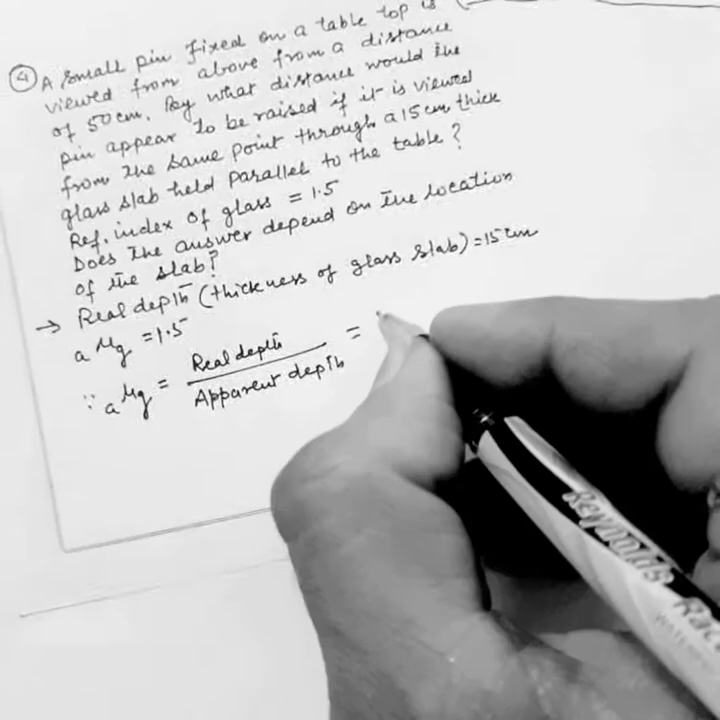 ④ A small pin fixed on a table top is
viewed from above from a distance
of 50cm. By what distance would the
pin appear to be raised if it is viewed
from the same point through a 15cm thick
glass slab held parallel to the table?
Ref. index of glass = 1.5
Does the answer depend on the location
of the slab?
→ Real depth (thickness of glass slab) = 15cm
aμg = 1.5
∵ aμg = Real depth / Apparent depth =
Reynolds Rac